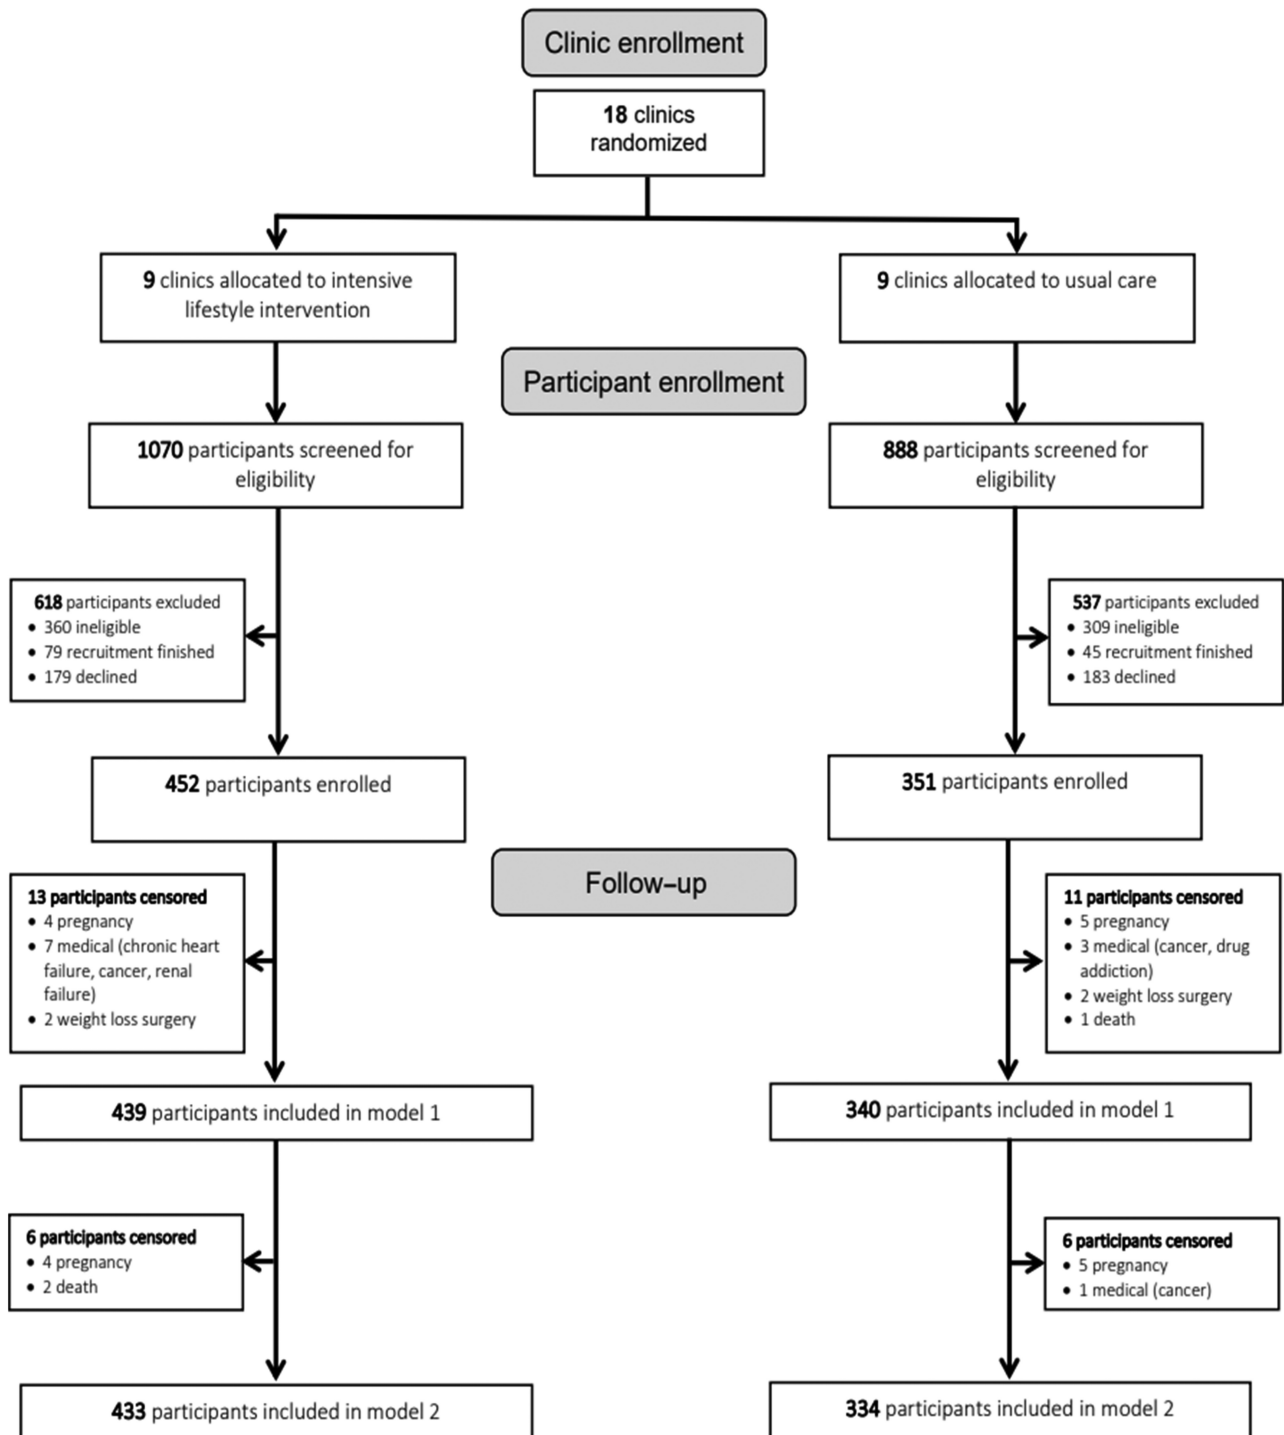 Clinic enrollment
18 clinics
randomized
9 clinics allocated to intensive
lifestyle intervention
9 clinics allocated to usual care
Participant enrollment
1070 participants screened for
eligibility
888 participants screened for
eligibility
618 participants excluded
• 360 ineligible
• 79 recruitment finished
• 179 declined
537 participants excluded
• 309 ineligible
• 45 recruitment finished
• 183 declined
452 participants enrolled
351 participants enrolled
Follow–up
13 participants censored
• 4 pregnancy
• 7 medical (chronic heart
failure, cancer, renal
failure)
• 2 weight loss surgery
11 participants censored
• 5 pregnancy
• 3 medical (cancer, drug
addiction)
• 2 weight loss surgery
• 1 death
439 participants included in model 1
340 participants included in model 1
6 participants censored
• 4 pregnancy
• 2 death
6 participants censored
• 5 pregnancy
• 1 medical (cancer)
433 participants included in model 2
334 participants included in model 2